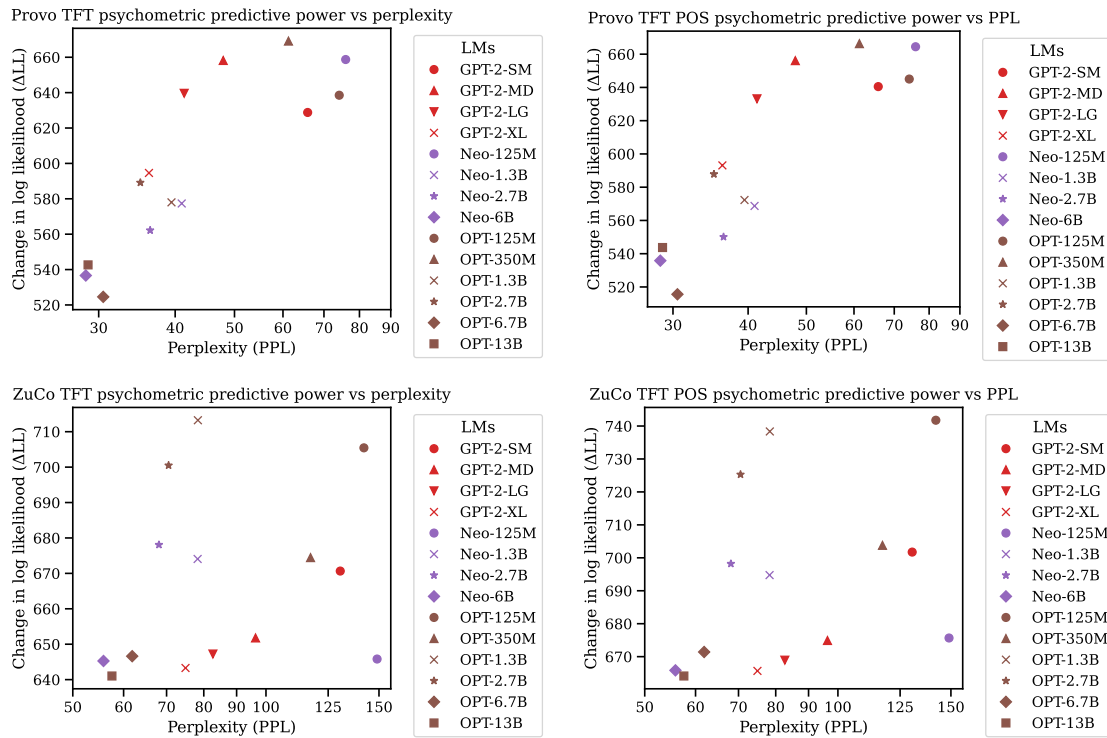 Provo TFT psychometric predictive power vs perplexity
Change in log likelihood (ΔLL)
660
640
620
600
580
560
540
520
30
40
50
60
70
80
90
Perplexity (PPL)
LMs
GPT-2-SM
GPT-2-MD
GPT-2-LG
GPT-2-XL
Neo-125M
Neo-1.3B
Neo-2.7B
Neo-6B
OPT-125M
OPT-350M
OPT-1.3B
OPT-2.7B
OPT-6.7B
OPT-13B
Provo TFT POS psychometric predictive power vs PPL
Change in log likelihood (ΔLL)
660
640
620
600
580
560
540
520
30
40
50
60
70
80
90
Perplexity (PPL)
LMs
GPT-2-SM
GPT-2-MD
GPT-2-LG
GPT-2-XL
Neo-125M
Neo-1.3B
Neo-2.7B
Neo-6B
OPT-125M
OPT-350M
OPT-1.3B
OPT-2.7B
OPT-6.7B
OPT-13B
ZuCo TFT psychometric predictive power vs perplexity
Change in log likelihood (ΔLL)
710
700
690
680
670
660
650
640
50
60
70
80
90
100
125
150
Perplexity (PPL)
LMs
GPT-2-SM
GPT-2-MD
GPT-2-LG
GPT-2-XL
Neo-125M
Neo-1.3B
Neo-2.7B
Neo-6B
OPT-125M
OPT-350M
OPT-1.3B
OPT-2.7B
OPT-6.7B
OPT-13B
ZuCo TFT POS psychometric predictive power vs PPL
Change in log likelihood (ΔLL)
740
730
720
710
700
690
680
670
50
60
70
80
90
100
125
150
Perplexity (PPL)
LMs
GPT-2-SM
GPT-2-MD
GPT-2-LG
GPT-2-XL
Neo-125M
Neo-1.3B
Neo-2.7B
Neo-6B
OPT-125M
OPT-350M
OPT-1.3B
OPT-2.7B
OPT-6.7B
OPT-13B